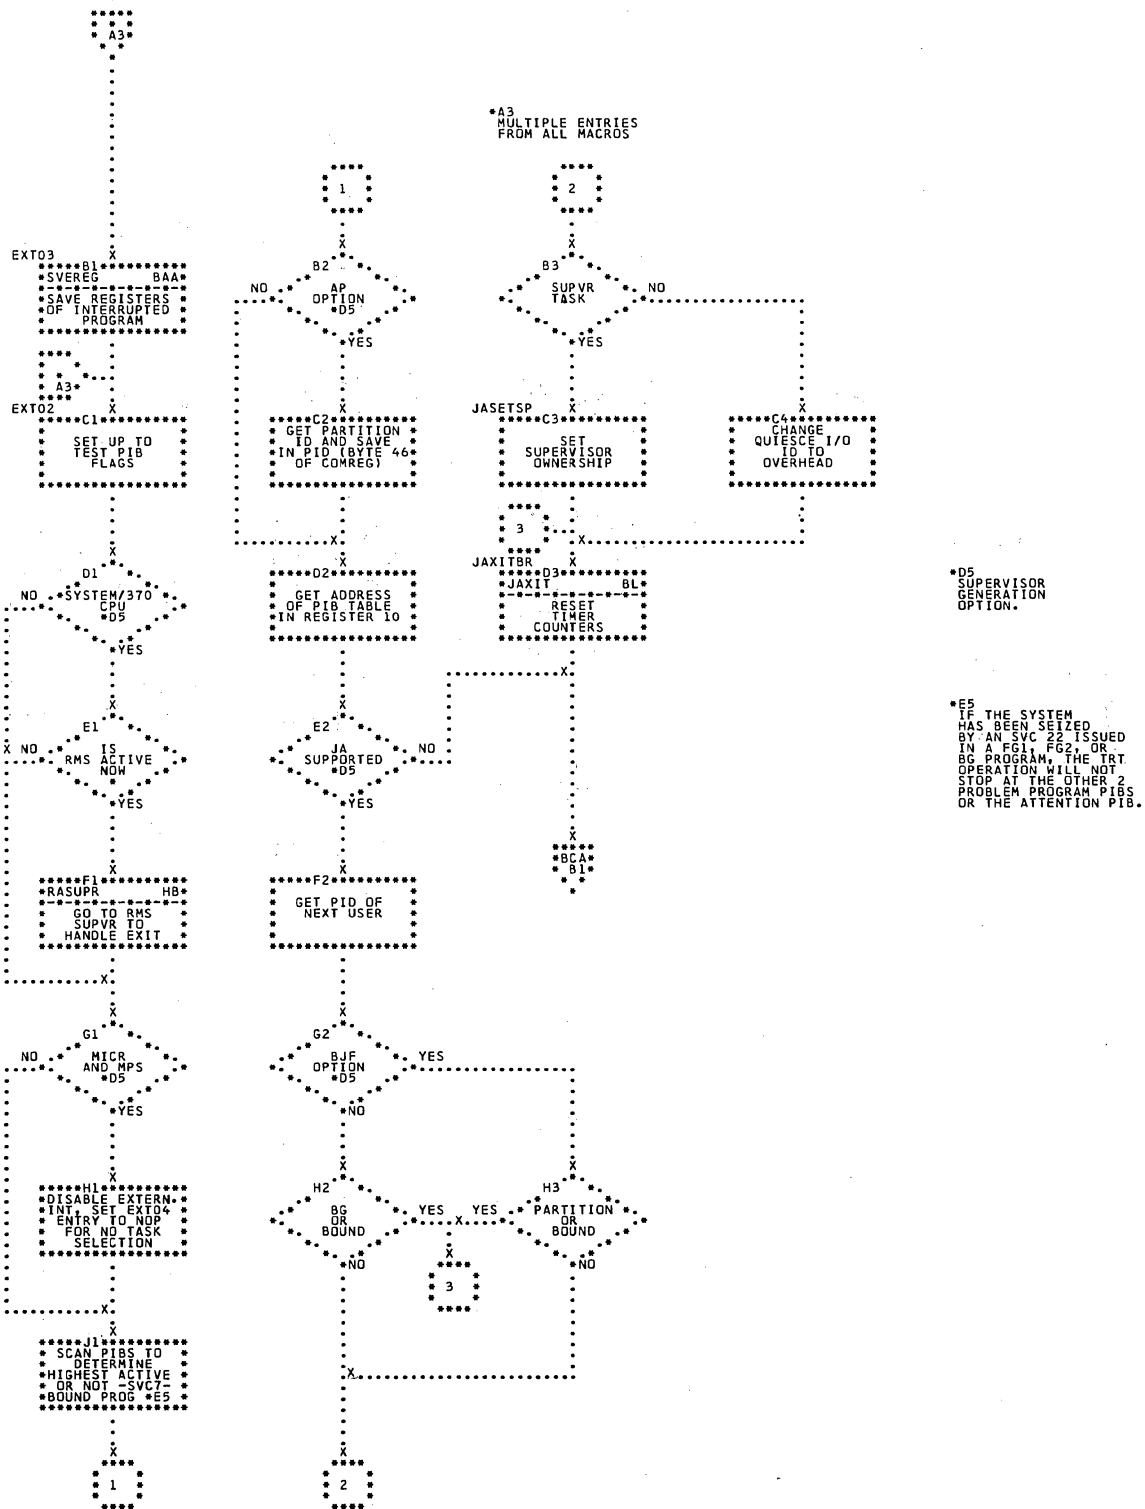 A3
*A3
MULTIPLE ENTRIES
FROM ALL MACROS
1
2
EXT03
B1
*SVEREG BAA*
SAVE REGISTERS
OF INTERRUPTED
PROGRAM
A3*
EXT02
C1
SET UP TO
TEST PIB
FLAGS
D1
SYSTEM/370
CPU
*D5
NO
YES
E1
IS
RMS ACTIVE
NOW
X NO
YES
F1
*RASUPR HB*
GO TO RMS
SUPVR TO
HANDLE EXIT
G1
MICR
AND MPS
*D5
NO
YES
H1
DISABLE EXTERN.
INT, SET EXT04
ENTRY TO NOP
FOR NO TASK
SELECTION
J1
SCAN PIBS TO
DETERMINE
HIGHEST ACTIVE
OR NOT -SVC7-
BOUND PROG *E5
1
B2
AP
OPTION
*D5
NO
YES
C2
GET PARTITION
ID AND SAVE
IN PID (BYTE 46
OF COMREG)
D2
GET ADDRESS
OF PIB TABLE
IN REGISTER 10
E2
JA
SUPPORTED
*D5
NO
YES
F2
GET PID OF
NEXT USER
G2
BJF
OPTION
*D5
YES
NO
H2
BG
OR
BOUND
YES
NO
2
B3
SUPVR
TASK
NO
YES
JASETSP
C3
SET
SUPERVISOR
OWNERSHIP
C4
CHANGE
QUIESCE I/O
ID TO
OVERHEAD
3
JAXITBR
D3
*JAXIT BL*
RESET
TIMER
COUNTERS
BCA
B1
H3
PARTITION
OR
BOUND
YES
NO
3
*D5
SUPERVISOR
GENERATION
OPTION.
*E5
IF THE SYSTEM
HAS BEEN SEIZED
BY AN SVC 22 ISSUED
IN A FG1, FG2, OR
BG PROGRAM, THE TRT
OPERATION WILL NOT
STOP AT THE OTHER 2
PROBLEM PROGRAM PIBS
OR THE ATTENTION PIB.